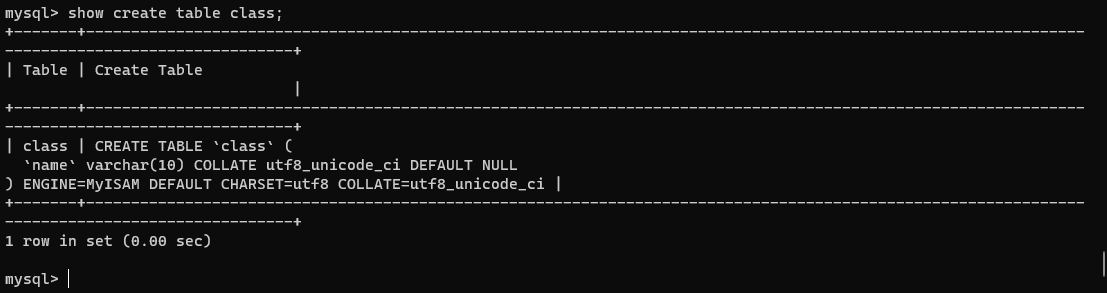 mysql> show create table class;
+-------+---------------------------------------------------------------------------------------------------------------
--------------------------------+
| Table | Create Table
                                |
+-------+---------------------------------------------------------------------------------------------------------------
--------------------------------+
| class | CREATE TABLE `class` (
  `name` varchar(10) COLLATE utf8_unicode_ci DEFAULT NULL
) ENGINE=MyISAM DEFAULT CHARSET=utf8 COLLATE=utf8_unicode_ci |
+-------+---------------------------------------------------------------------------------------------------------------
--------------------------------+
1 row in set (0.00 sec)
mysql>